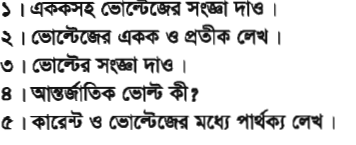 ১। এককসহ ভোল্টেজের সংজ্ঞা দাও।
২। ভোল্টেজের একক ও প্রতীক লেখ।
৩। ভোল্টের সংজ্ঞা দাও।
৪। আন্তর্জাতিক ভোল্ট কী?
৫। কারেন্ট ও ভোল্টেজের মধ্যে পার্থক্য লেখ।